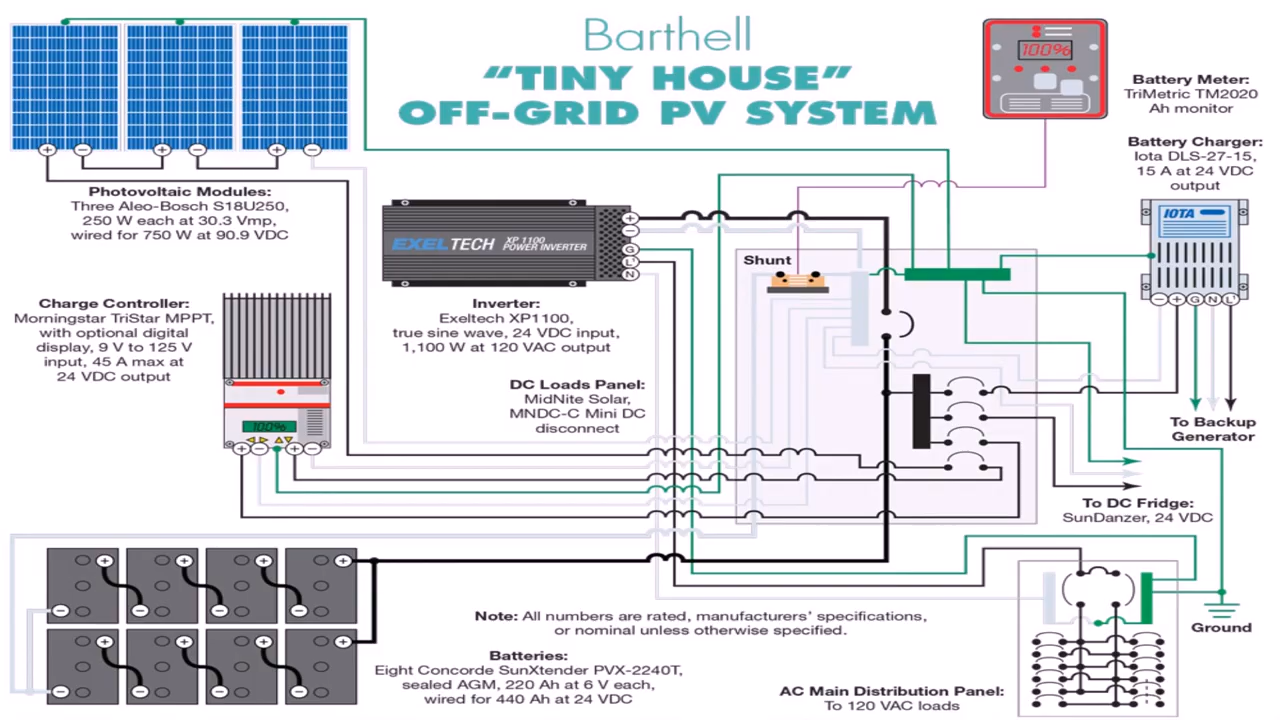 Barthell
“TINY HOUSE”
OFF-GRID PV SYSTEM
100%
Battery Meter:
TriMetric TM2020
Ah monitor
Battery Charger:
Iota DLS-27-15,
15 A at 24 VDC
output
IOTA
Photovoltaic Modules:
Three Aleo-Bosch S18U250,
250 W each at 30.3 Vmp,
wired for 750 W at 90.9 VDC
EXELTECH XP 1100
POWER INVERTER
G
L1
N
Shunt
Charge Controller:
Morningstar TriStar MPPT,
with optional digital
display, 9 V to 125 V
input, 45 A max at
24 VDC output
100%
Inverter:
Exeltech XP1100,
true sine wave, 24 VDC input,
1,100 W at 120 VAC output
DC Loads Panel:
MidNite Solar,
MNDC-C Mini DC
disconnect
G N L1
To Backup
Generator
To DC Fridge:
SunDanzer, 24 VDC
Note: All numbers are rated, manufacturers’ specifications,
or nominal unless otherwise specified.
Ground
Batteries:
Eight Concorde SunXtender PVX-2240T,
sealed AGM, 220 Ah at 6 V each,
wired for 440 Ah at 24 VDC
AC Main Distribution Panel:
To 120 VAC loads